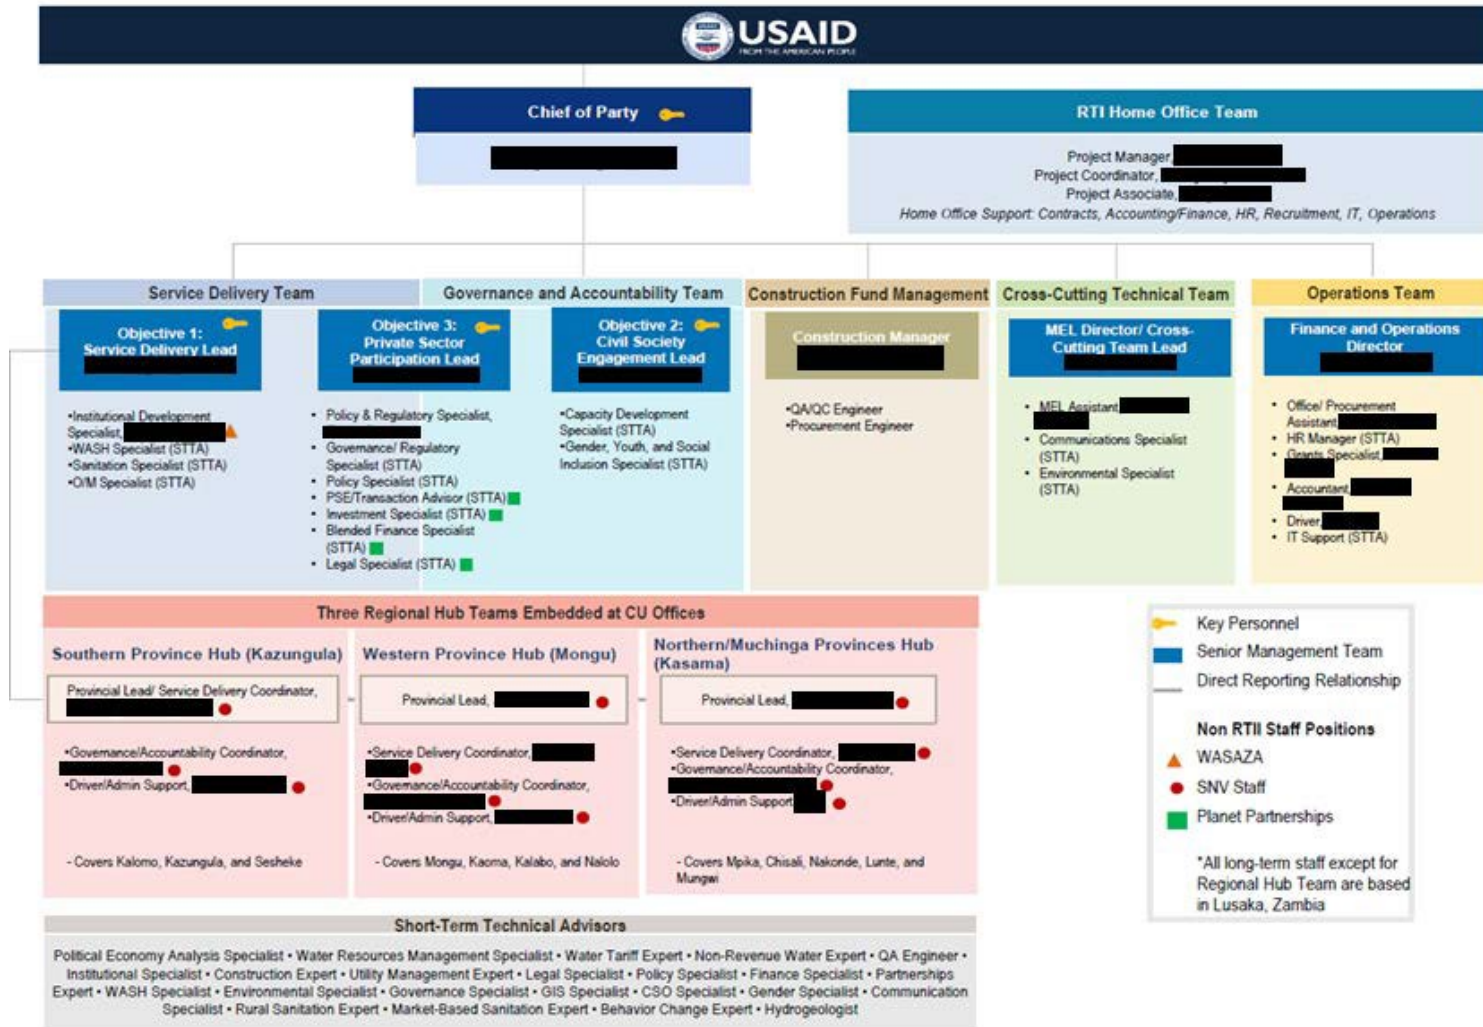 USAID
FROM THE AMERICAN PEOPLE
Chief of Party
RTI Home Office Team
Project Manager,
Project Coordinator,
Project Associate,
Home Office Support: Contracts, Accounting/Finance, HR, Recruitment, IT, Operations
Service Delivery Team
Governance and Accountability Team
Construction Fund Management
Cross-Cutting Technical Team
Operations Team
Objective 1:
Service Delivery Lead
Objective 3:
Private Sector
Participation Lead
Objective 2:
Civil Society
Engagement Lead
Construction Manager
MEL Director/ Cross-
Cutting Team Lead
Finance and Operations
Director
•Institutional Development
Specialist,
•WASH Specialist (STTA)
•Sanitation Specialist (STTA)
•O/M Specialist (STTA)
• Policy & Regulatory Specialist,
• Governance/ Regulatory
Specialist (STTA)
• Policy Specialist (STTA)
• PSE/Transaction Advisor (STTA)
• Investment Specialist (STTA)
• Blended Finance Specialist
(STTA)
• Legal Specialist (STTA)
•Capacity Development
Specialist (STTA)
•Gender, Youth, and Social
Inclusion Specialist (STTA)
•QA/QC Engineer
•Procurement Engineer
• MEL Assistant,
• Communications Specialist
(STTA)
• Environmental Specialist
(STTA)
• Office/ Procurement
Assistant,
• HR Manager (STTA)
• Grants Specialist,
• Accountant,
• Driver,
• IT Support (STTA)
Three Regional Hub Teams Embedded at CU Offices
Southern Province Hub (Kazungula)
Provincial Lead/ Service Delivery Coordinator,
•Governance/Accountability Coordinator,
•Driver/Admin Support,
- Covers Kalomo, Kazungula, and Sesheke
Western Province Hub (Mongu)
Provincial Lead,
•Service Delivery Coordinator,
•Governance/Accountability Coordinator,
•Driver/Admin Support,
- Covers Mongu, Kaoma, Kalabo, and Nalolo
Northern/Muchinga Provinces Hub
(Kasama)
Provincial Lead,
•Service Delivery Coordinator,
•Governance/Accountability Coordinator,
•Driver/Admin Support
- Covers Mpika, Chisali, Nakonde, Lunte, and
Mungwi
Key Personnel
Senior Management Team
Direct Reporting Relationship
Non RTII Staff Positions
WASAZA
SNV Staff
Planet Partnerships
*All long-term staff except for
Regional Hub Team are based
in Lusaka, Zambia
Short-Term Technical Advisors
Political Economy Analysis Specialist • Water Resources Management Specialist • Water Tariff Expert • Non-Revenue Water Expert • QA Engineer •
Institutional Specialist • Construction Expert • Utility Management Expert • Legal Specialist • Policy Specialist • Finance Specialist • Partnerships
Expert • WASH Specialist • Environmental Specialist • Governance Specialist • GIS Specialist • CSO Specialist • Gender Specialist • Communication
Specialist • Rural Sanitation Expert • Market-Based Sanitation Expert • Behavior Change Expert • Hydrogeologist